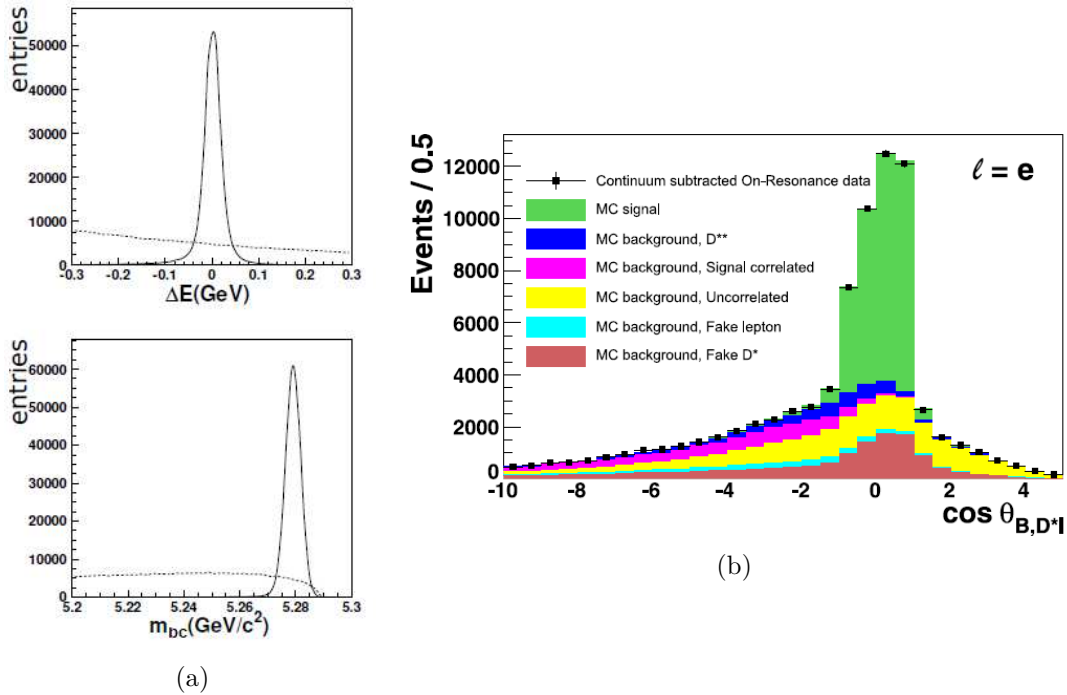 entries
50000
40000
30000
20000
10000
0
-0.3 -0.2 -0.1 0 0.1 0.2 0.3
ΔE(GeV)
entries
60000
50000
40000
30000
20000
10000
0
5.2 5.22 5.24 5.26 5.28 5.3
m_bc(GeV/c²)
(a)
Events / 0.5
12000
10000
8000
6000
4000
2000
0
ℓ = e
Continuum subtracted On-Resonance data
MC signal
MC background, D**
MC background, Signal correlated
MC background, Uncorrelated
MC background, Fake lepton
MC background, Fake D*
-10 -8 -6 -4 -2 0 2 4
cos θ_B,D*l
(b)